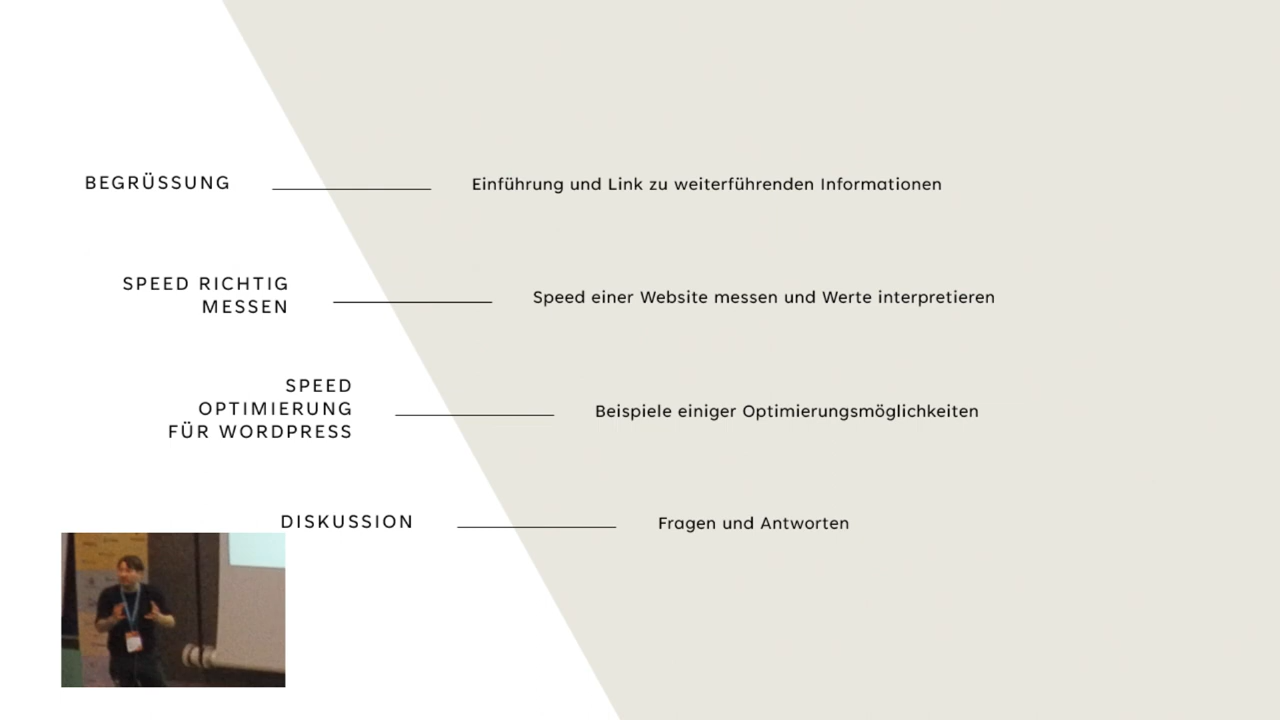 BEGRÜSSUNG
Einführung und Link zu weiterführenden Informationen
SPEED RICHTIG
MESSEN
Speed einer Website messen und Werte interpretieren
SPEED
OPTIMIERUNG
FÜR WORDPRESS
Beispiele einiger Optimierungsmöglichkeiten
DISKUSSION
Fragen und Antworten